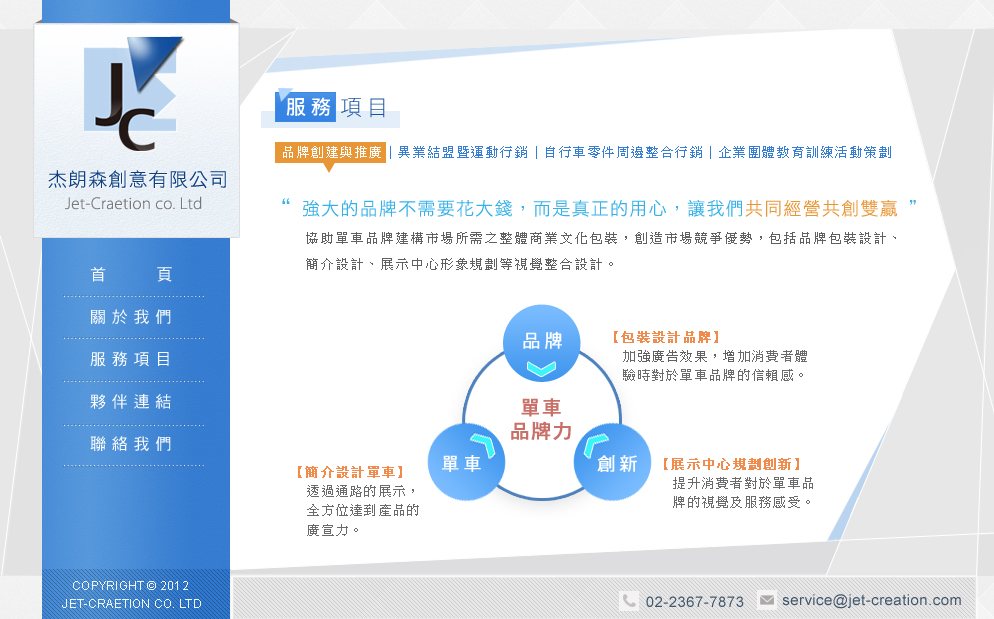 JC
杰朗森創意有限公司
Jet-Craetion co. Ltd
首 頁
關於我們
服務項目
夥伴連結
聯絡我們
COPYRIGHT © 2012
JET-CRAETION CO. LTD
服務項目
品牌創建與推廣 | 異業結盟暨運動行銷 | 自行車零件周邊整合行銷 | 企業團體教育訓練活動策劃
“ 強大的品牌不需要花大錢，而是真正的用心，讓我們共同經營共創雙贏 ”
協助單車品牌建構市場所需之整體商業文化包裝，創造市場競爭優勢，包括品牌包裝設計、
簡介設計、展示中心形象規劃等視覺整合設計。
品牌
單車
品牌力
單車
創新
【包裝設計品牌】
加強廣告效果，增加消費者體
驗時對於單車品牌的信賴感。
【簡介設計單車】
透過通路的展示，
全方位達到產品的
廣宣力。
【展示中心規劃創新】
提升消費者對於單車品
牌的視覺及服務感受。
02-2367-7873
service@jet-creation.com